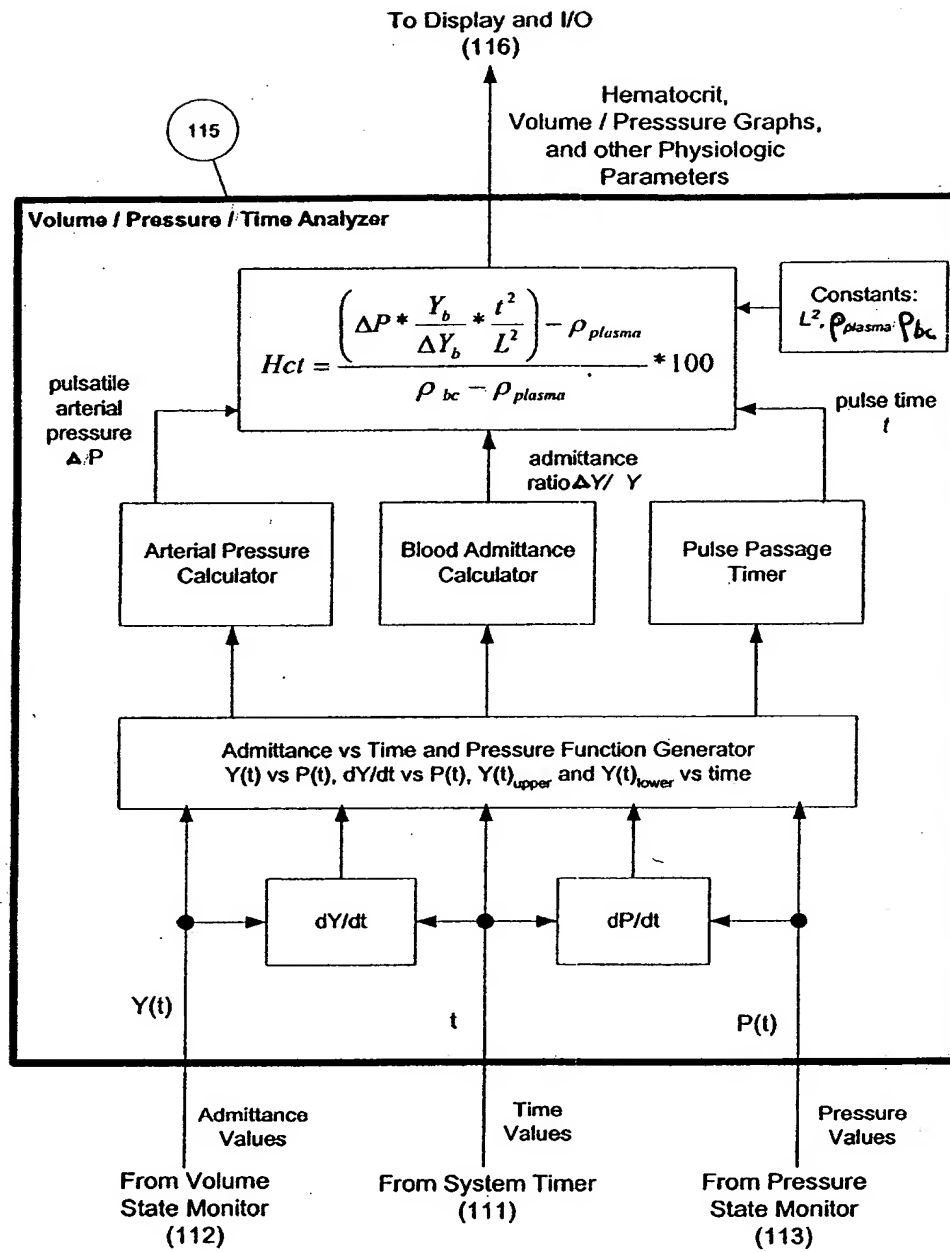 To Display and I/O
(116)
Hematocrit,
Volume / Presssure Graphs,
and other Physiologic
Parameters
115
Volume / Pressure / Time Analyzer
Hct = ((ΔP * Y_b/ΔY_b * t²/L²) − ρ_plasma) / (ρ_bc − ρ_plasma) * 100
Constants:
L², ρ_plasma, ρ_bc
pulsatile
arterial
pressure
ΔP
admittance
ratio ΔY/ Y
pulse time
t
Arterial Pressure
Calculator
Blood Admittance
Calculator
Pulse Passage
Timer
Admittance vs Time and Pressure Function Generator
Y(t) vs P(t), dY/dt vs P(t), Y(t)_upper and Y(t)_lower vs time
dY/dt
dP/dt
Y(t)
t
P(t)
Admittance
Values
Time
Values
Pressure
Values
From Volume
State Monitor
(112)
From System Timer
(111)
From Pressure
State Monitor
(113)